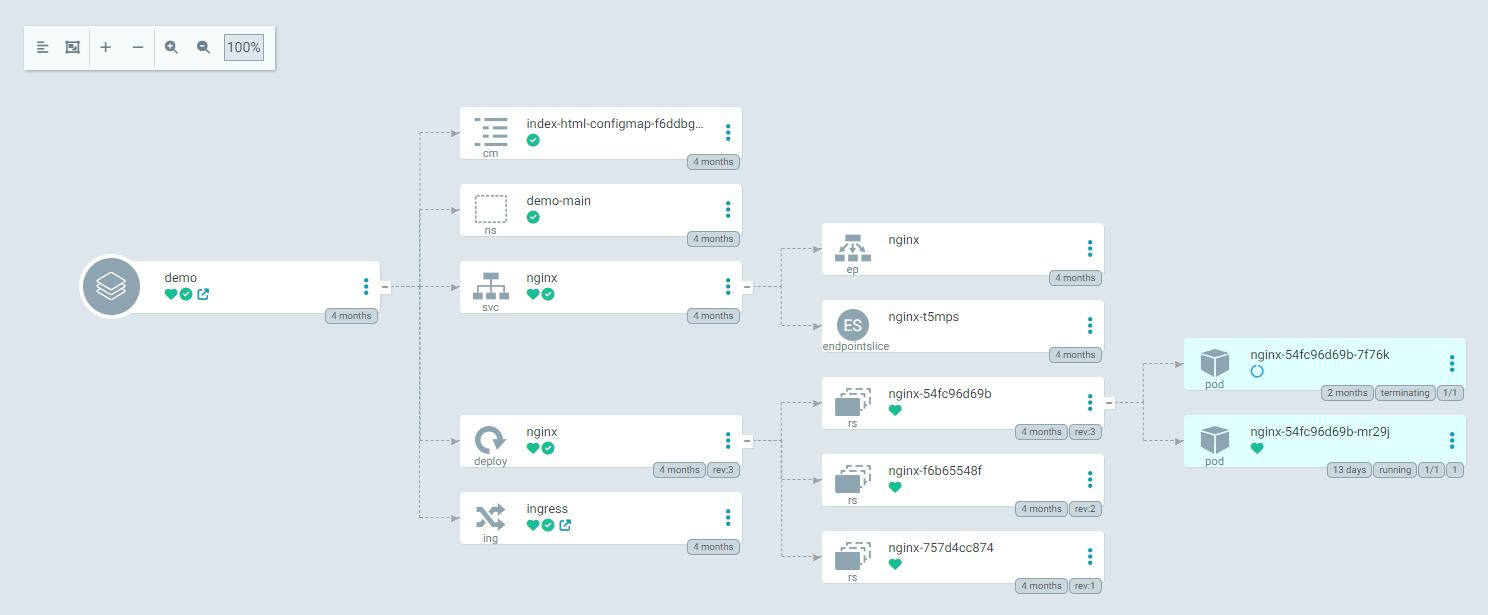 100%
index-html-configmap-f6ddbg...
cm
4 months
demo-main
ns
4 months
demo
4 months
nginx
svc
4 months
nginx
ep
4 months
ES
nginx-t5mps
endpointslice
4 months
nginx
deploy
4 months
rev:3
ingress
ing
4 months
nginx-54fc96d69b
rs
4 months
rev:3
nginx-f6b65548f
rs
4 months
rev:2
nginx-757d4cc874
rs
4 months
rev:1
nginx-54fc96d69b-7f76k
pod
2 months
terminating
1/1
nginx-54fc96d69b-mr29j
pod
13 days
running
1/1
1